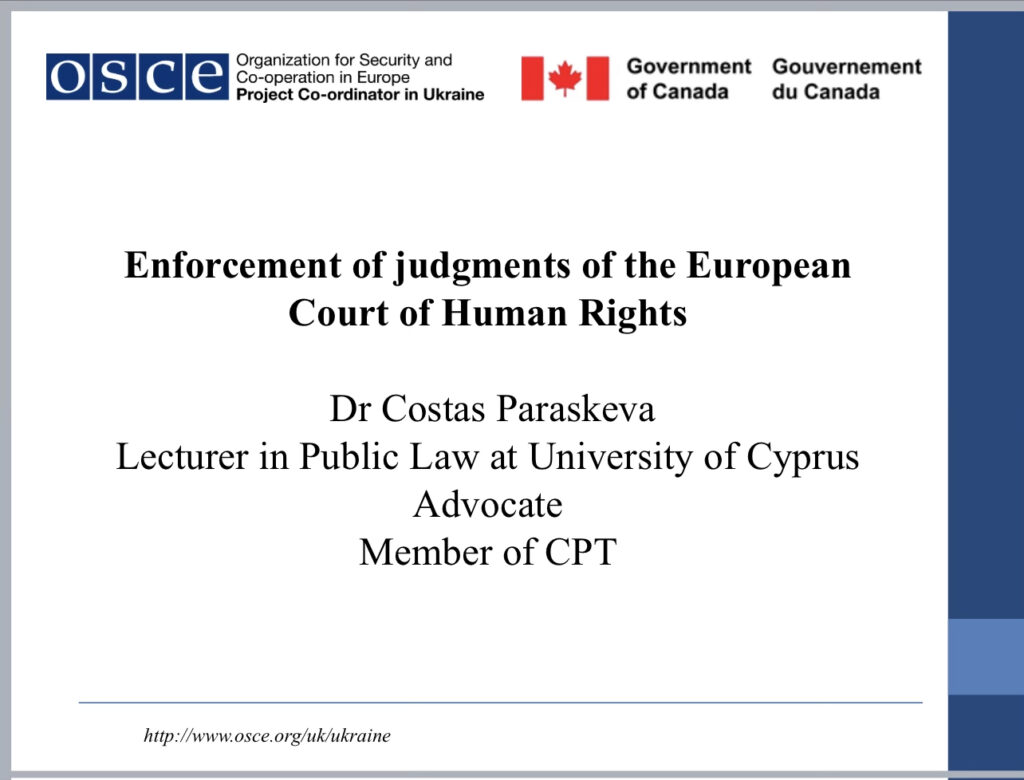 osce Organization for Security and
Co-operation in Europe
Project Co-ordinator in Ukraine
Government of Canada
Gouvernement du Canada
Enforcement of judgments of the European
Court of Human Rights
Dr Costas Paraskeva
Lecturer in Public Law at University of Cyprus
Advocate
Member of CPT
http://www.osce.org/uk/ukraine